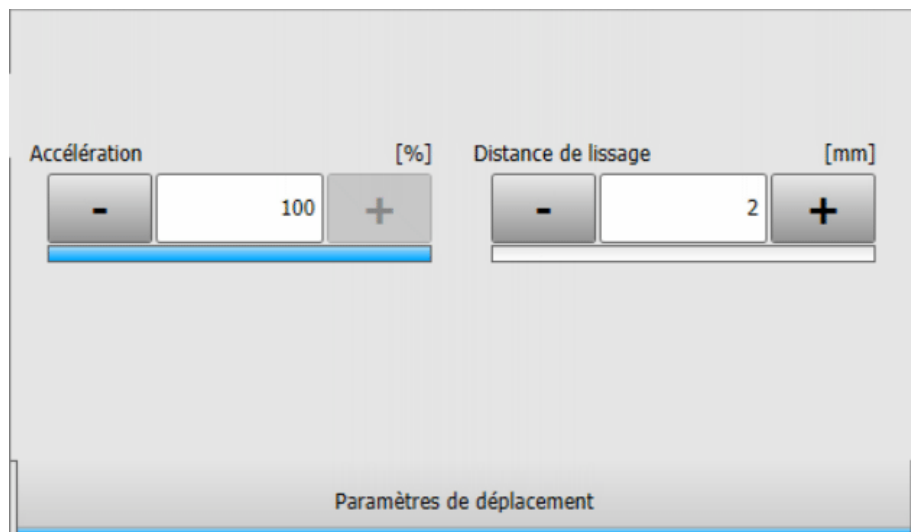 Accélération [%] Distance de lissage [mm]
- 100 + - 2 +
Paramètres de déplacement